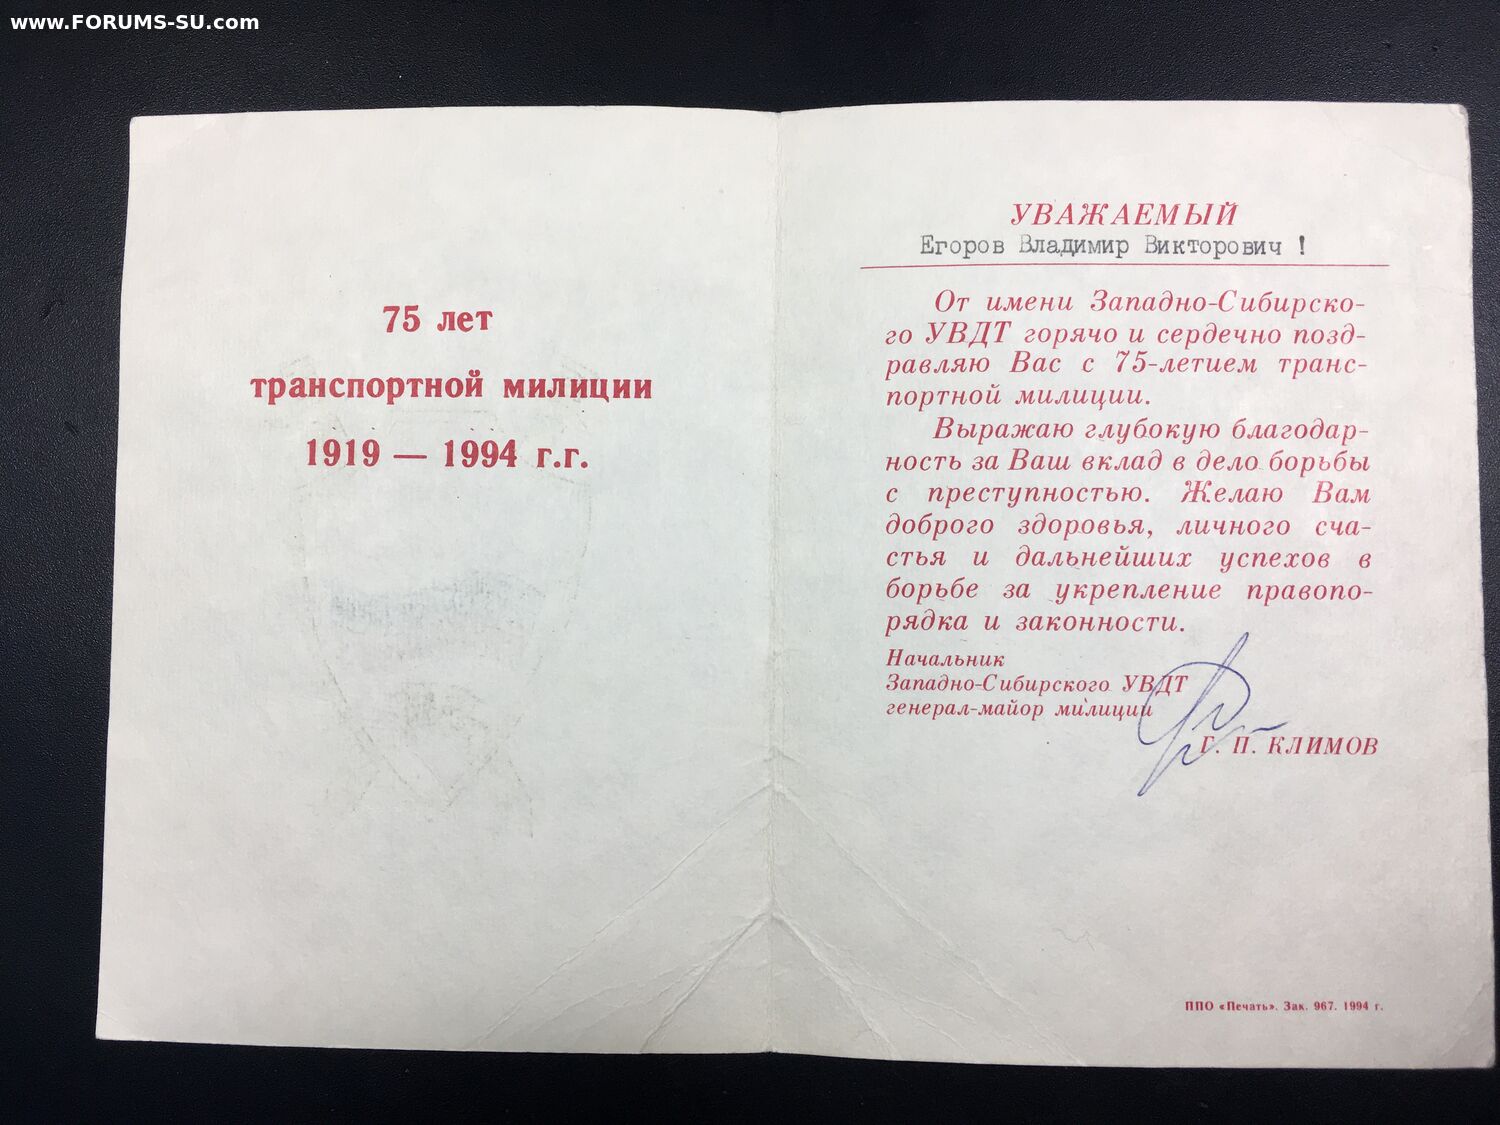 www.FORUMS-SU.com
75 лет
транспортной милиции
1919 — 1994 г.г.
УВАЖАЕМЫЙ
Егоров Владимир Викторович !
От имени Западно-Сибирско-
го УВДТ горячо и сердечно позд-
равляю Вас с 75-летием транс-
портной милиции.
Выражаю глубокую благодар-
ность за Ваш вклад в дело борьбы
с преступностью. Желаю Вам
доброго здоровья, личного сча-
стья и дальнейших успехов в
борьбе за укрепление правопо-
рядка и законности.
Начальник
Западно-Сибирского УВДТ
генерал-майор милиции
Г. П. КЛИМОВ
ППО «Печать». Зак. 967. 1994 г.